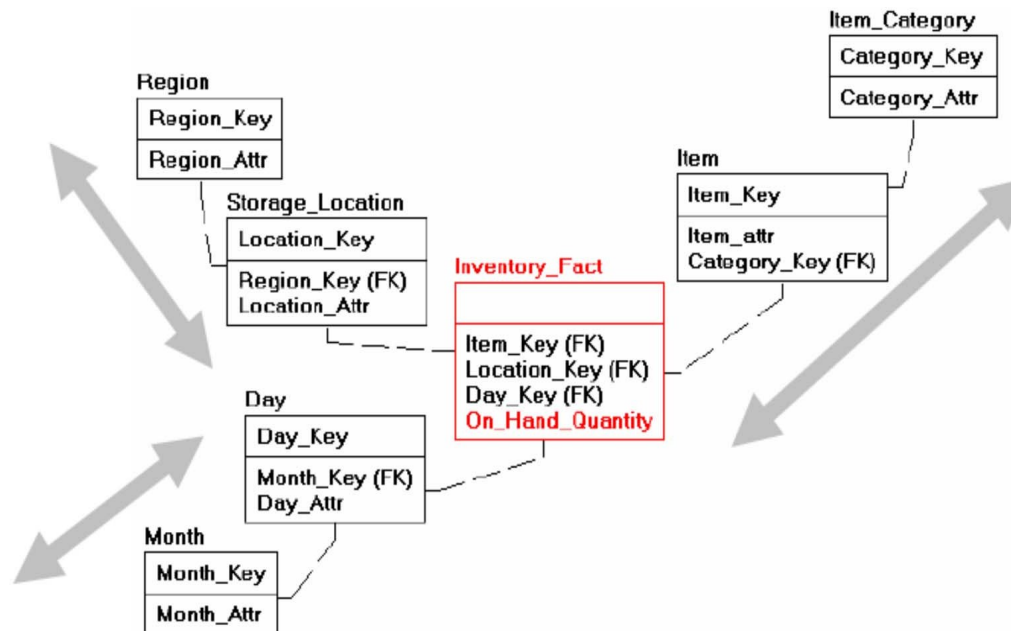 Item_Category
Category_Key
Category_Attr
Region
Region_Key
Region_Attr
Item
Item_Key
Item_attr
Category_Key (FK)
Storage_Location
Location_Key
Region_Key (FK)
Location_Attr
Inventory_Fact
Item_Key (FK)
Location_Key (FK)
Day_Key (FK)
On_Hand_Quantity
Day
Day_Key
Month_Key (FK)
Day_Attr
Month
Month_Key
Month_Attr